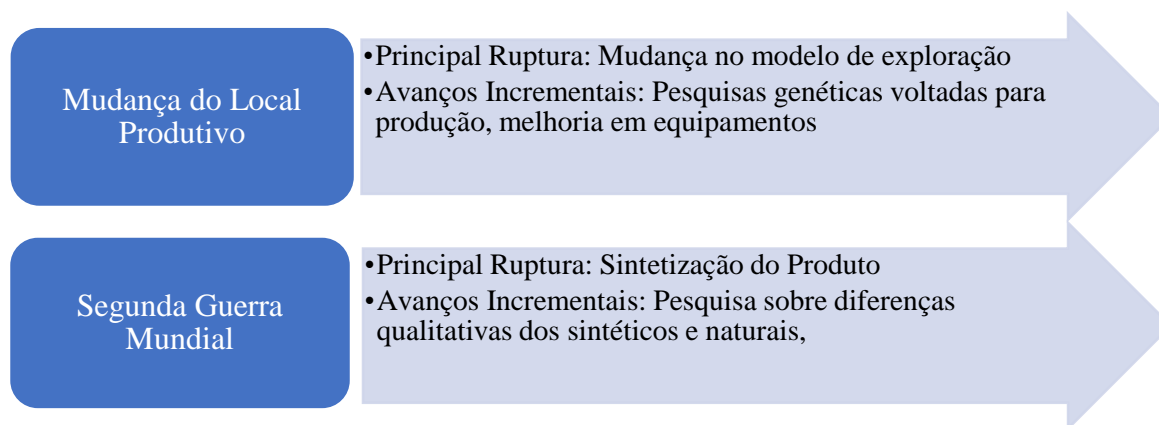 Mudança do Local
Produtivo
•Principal Ruptura: Mudança no modelo de exploração
•Avanços Incrementais: Pesquisas genéticas voltadas para
produção, melhoria em equipamentos
Segunda Guerra
Mundial
•Principal Ruptura: Sintetização do Produto
•Avanços Incrementais: Pesquisa sobre diferenças
qualitativas dos sintéticos e naturais,